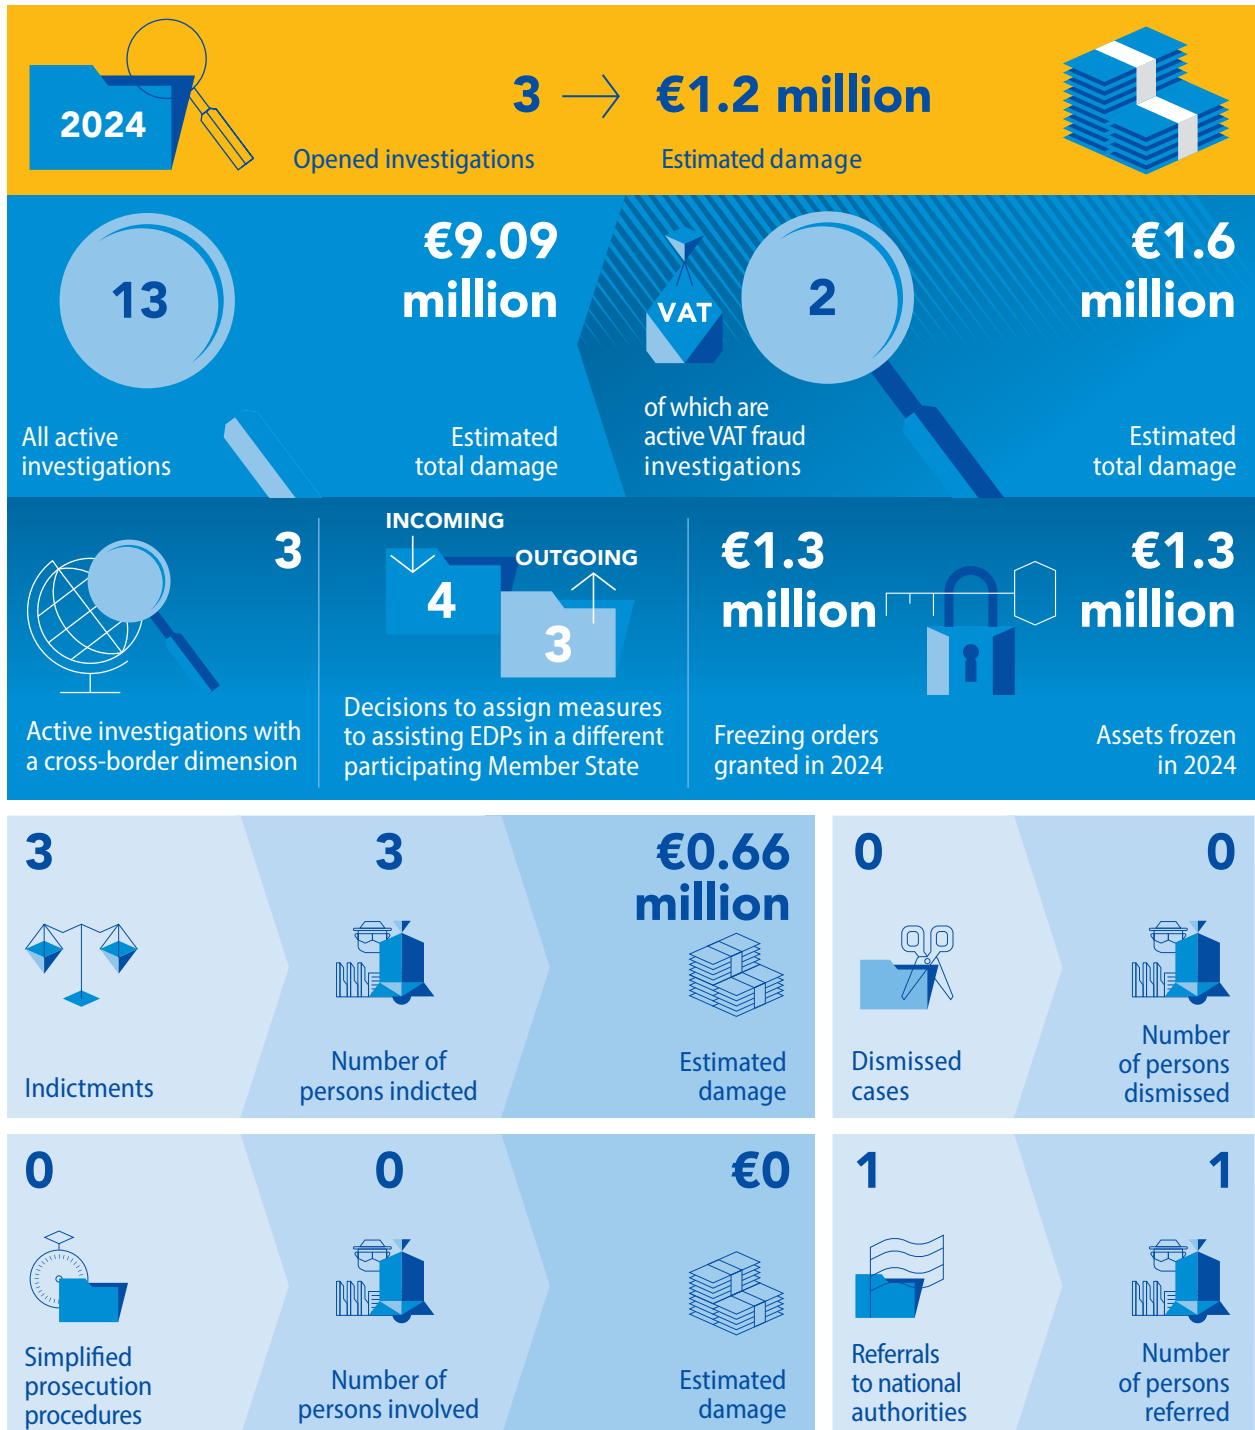 2024
3
€1.2 million
Opened investigations
Estimated damage
13
€9.09
million
All active
investigations
Estimated
total damage
VAT
2
€1.6
million
of which are
active VAT fraud
investigations
Estimated
total damage
3
Active investigations with
a cross-border dimension
INCOMING
4
OUTGOING
3
Decisions to assign measures
to assisting EDPs in a different
participating Member State
€1.3
million
Freezing orders
granted in 2024
€1.3
million
Assets frozen
in 2024
3
Indictments
3
Number of
persons indicted
€0.66
million
Estimated
damage
0
Dismissed
cases
0
Number
of persons
dismissed
0
Simplified
prosecution
procedures
0
Number of
persons involved
€0
Estimated
damage
1
Referrals
to national
authorities
1
Number
of persons
referred